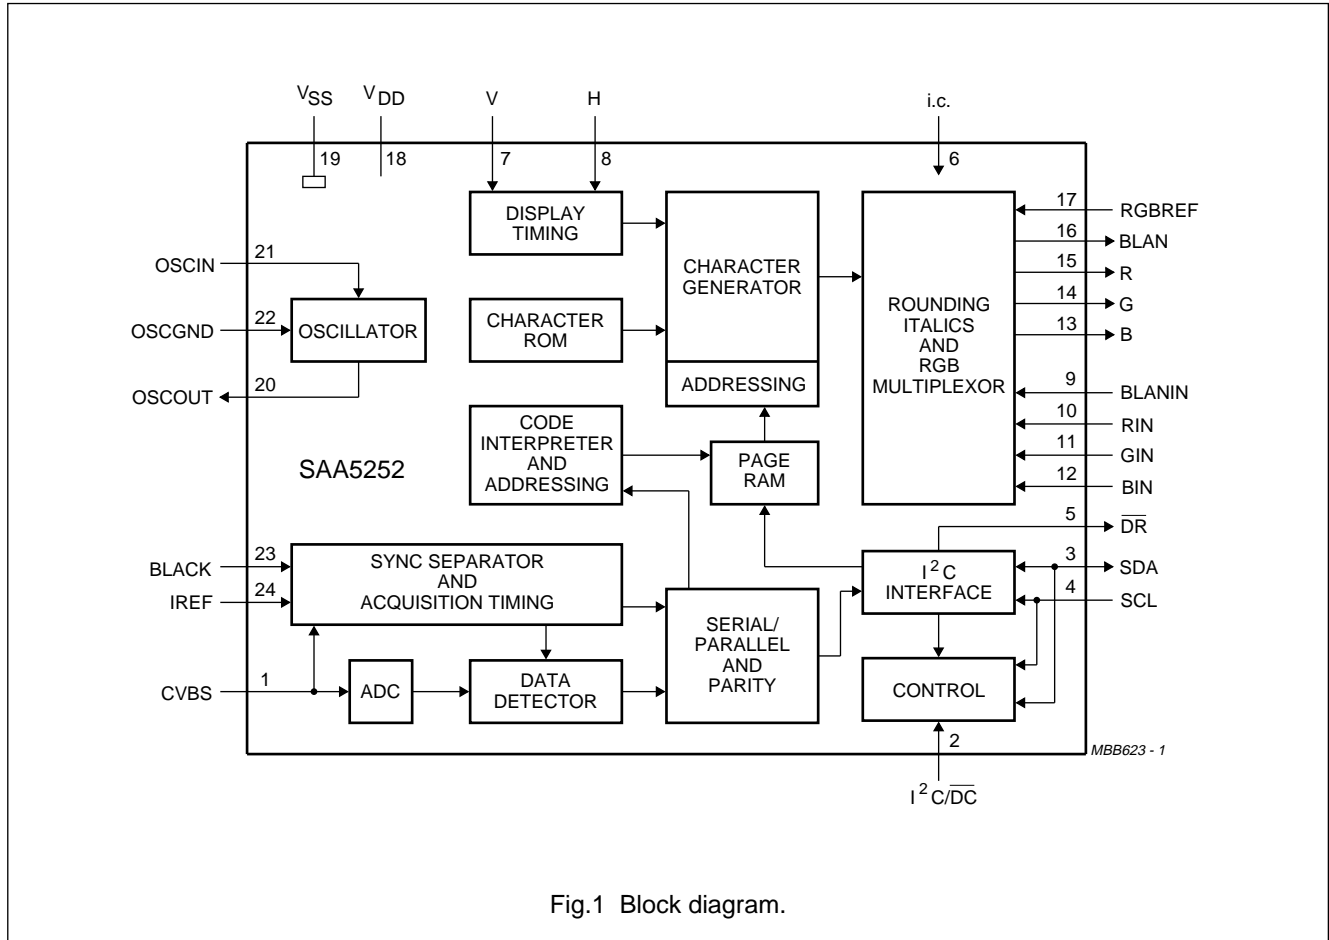 VSS
VDD
V
H
i.c.
19
18
7
8
6
DISPLAY
TIMING
CHARACTER
GENERATOR
ROUNDING
ITALICS
AND
RGB
MULTIPLEXOR
17
RGBREF
16
BLAN
15
R
14
G
13
B
9
BLANIN
10
RIN
11
GIN
12
BIN
OSCIN
21
OSCGND
22
OSCILLATOR
OSCOUT
20
CHARACTER
ROM
ADDRESSING
CODE
INTERPRETER
AND
ADDRESSING
PAGE
RAM
SAA5252
5
D̅R̅
3
SDA
4
SCL
I2C
INTERFACE
BLACK
23
IREF
24
SYNC SEPARATOR
AND
ACQUISITION TIMING
SERIAL/
PARALLEL
AND
PARITY
CVBS
1
ADC
DATA
DETECTOR
CONTROL
2
I2C/D̅C̅
MBB623 - 1
Fig.1 Block diagram.